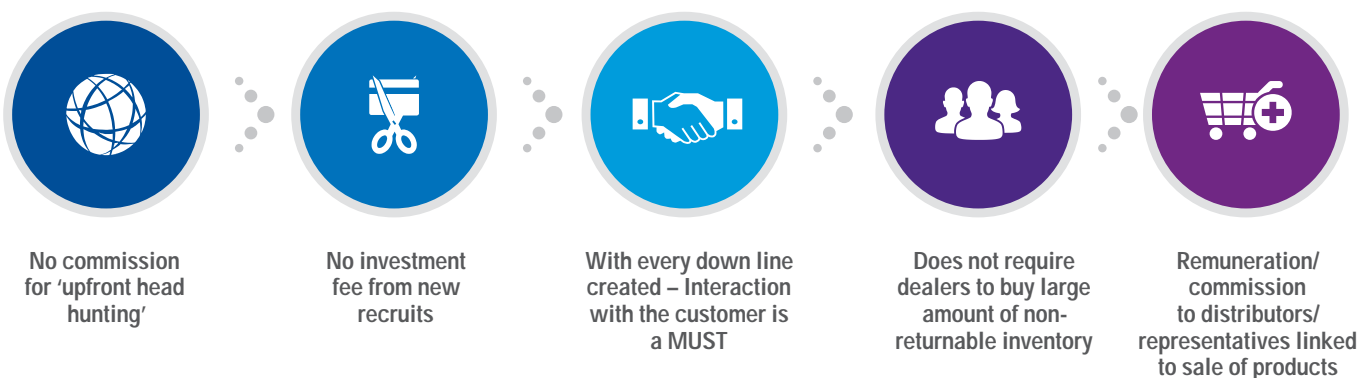 No commission
for ‘upfront head
hunting’
No investment
fee from new
recruits
With every down line
created – Interaction
with the customer is
a MUST
Does not require
dealers to buy large
amount of non-
returnable inventory
Remuneration/
commission
to distributors/
representatives linked
to sale of products